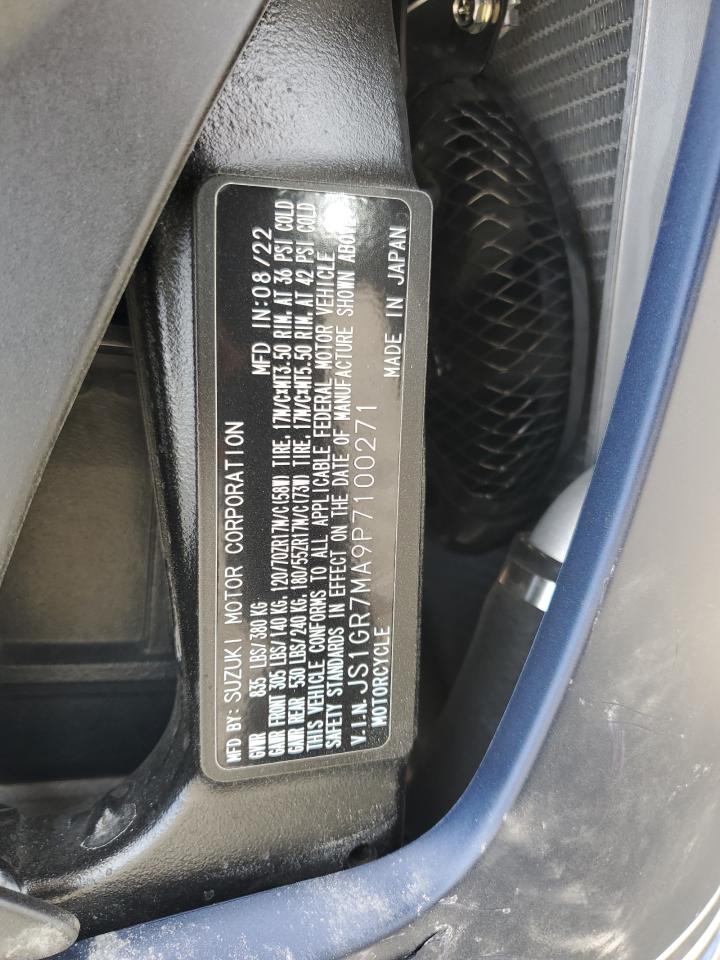 MFD BY: SUZUKI MOTOR CORPORATION MFD IN:08/22
GVWR 835 LBS/380 KG
GAWR FRONT 305 LBS/140 KG, 120/70ZR17M/C(58W) TIRE, 17M/C×MT3.50 RIM, AT 36 PSI COLD
GAWR REAR 530 LBS/240 KG, 180/55ZR17M/C(73W) TIRE, 17M/C×MT5.50 RIM, AT 42 PSI COLD
THIS VEHICLE CONFORMS TO ALL APPLICABLE FEDERAL MOTOR VEHICLE
SAFETY STANDARDS IN EFFECT ON THE DATE OF MANUFACTURE SHOWN ABOVE
V.I.N. JS1GR7MA9P7100271
MOTORCYCLE MADE IN JAPAN